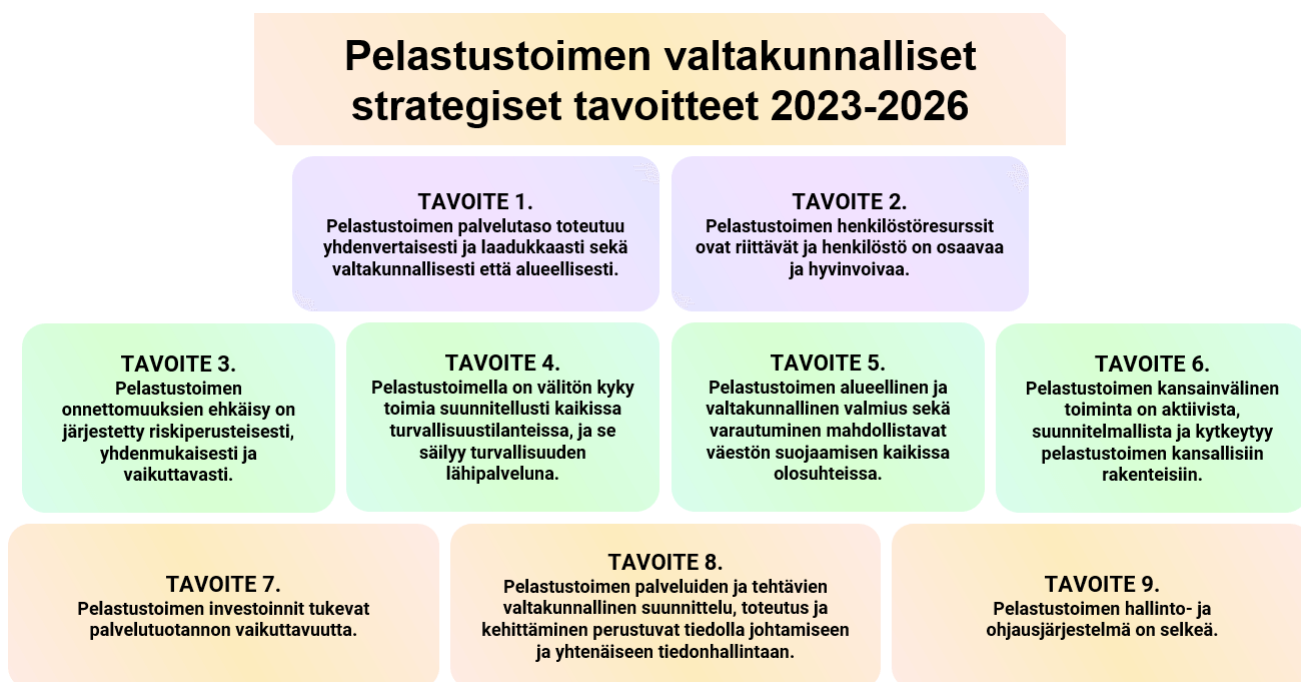 Pelastustoimen valtakunnalliset
strategiset tavoitteet 2023-2026
TAVOITE 1.
Pelastustoimen palvelutaso toteutuu
yhdenvertaisesti ja laadukkaasti sekä
valtakunnallisesti että alueellisesti.
TAVOITE 2.
Pelastustoimen henkilöstöresurssit
ovat riittävät ja henkilöstö on osaavaa
ja hyvinvoivaa.
TAVOITE 3.
Pelastustoimen
onnettomuuksien ehkäisy on
järjestetty riskiperusteisesti,
yhdenmukaisesti ja
vaikuttavasti.
TAVOITE 4.
Pelastustoimella on välitön kyky
toimia suunnitellusti kaikissa
turvallisuustilanteissa, ja se
säilyy turvallisuuden
lähipalveluna.
TAVOITE 5.
Pelastustoimen alueellinen ja
valtakunnallinen valmius sekä
varautuminen mahdollistavat
väestön suojaamisen kaikissa
olosuhteissa.
TAVOITE 6.
Pelastustoimen kansainvälinen
toiminta on aktiivista,
suunnitelmallista ja kytkeytyy
pelastustoimen kansallisiin
rakenteisiin.
TAVOITE 7.
Pelastustoimen investoinnit tukevat
palvelutuotannon vaikuttavuutta.
TAVOITE 8.
Pelastustoimen palveluiden ja tehtävien
valtakunnallinen suunnittelu, toteutus ja
kehittäminen perustuvat tiedolla johtamiseen
ja yhtenäiseen tiedonhallintaan.
TAVOITE 9.
Pelastustoimen hallinto- ja
ohjausjärjestelmä on selkeä.